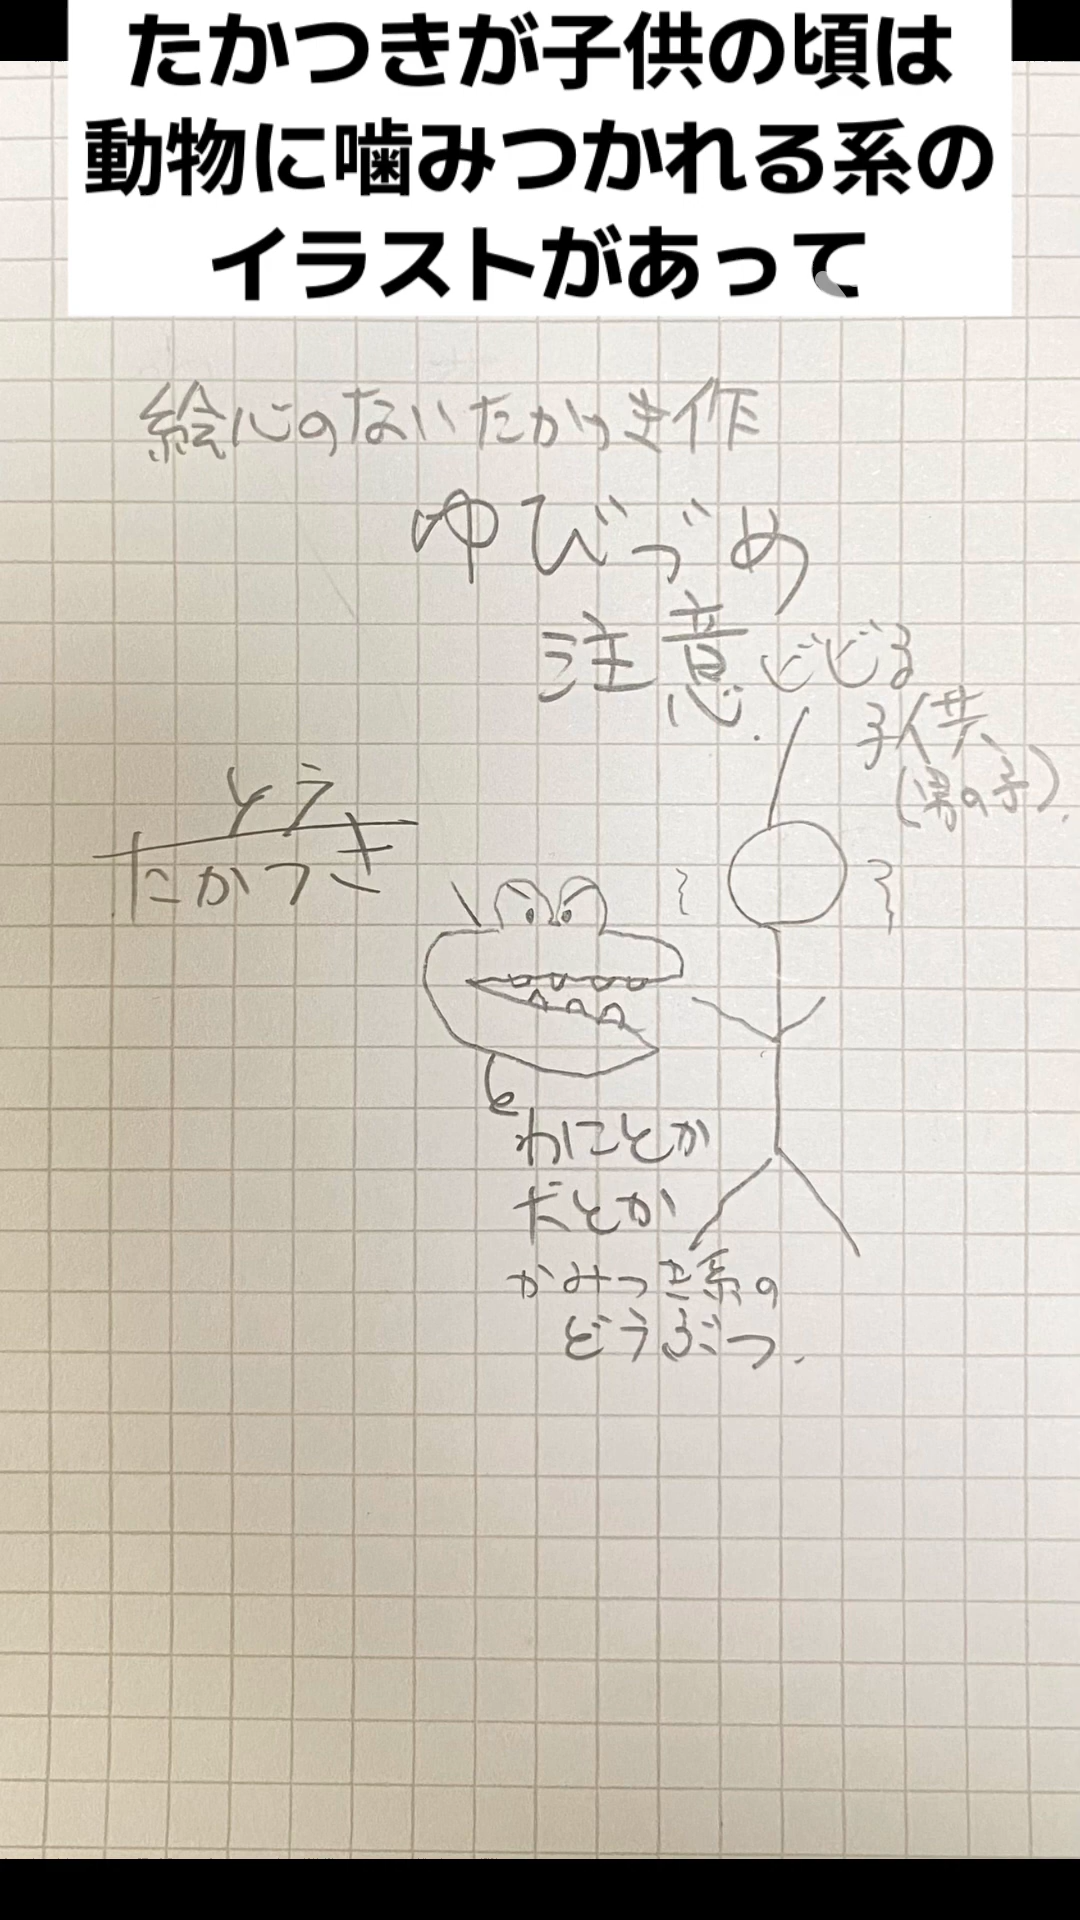 たかつきが子供の頃は
動物に噛みつかれる系の
イラストがあって
絵心のないたかつき作
ゆびづめ
注意
ビビる
子供
(男の子).
とう
たかつき
わにとか
犬とか
かみつき系の
どうぶつ.